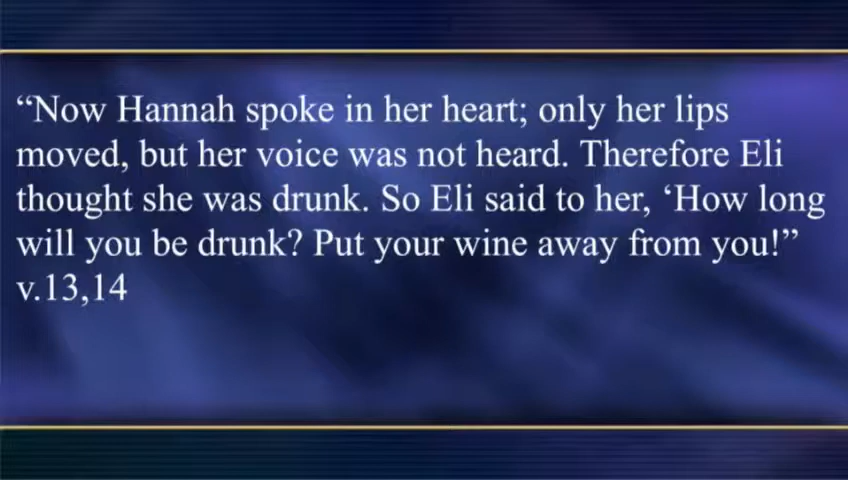 “Now Hannah spoke in her heart; only her lips
moved, but her voice was not heard. Therefore Eli
thought she was drunk. So Eli said to her, ‘How long
will you be drunk? Put your wine away from you!”
v.13,14